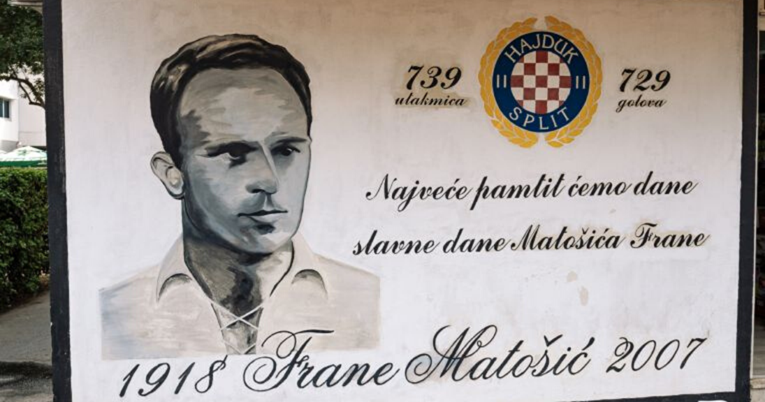 HAJDUK
SPLIT
739
utakmica
729
golova
Najveće pamtit ćemo dane
slavne dane Matošića Frane
1918 Frane Matošić 2007